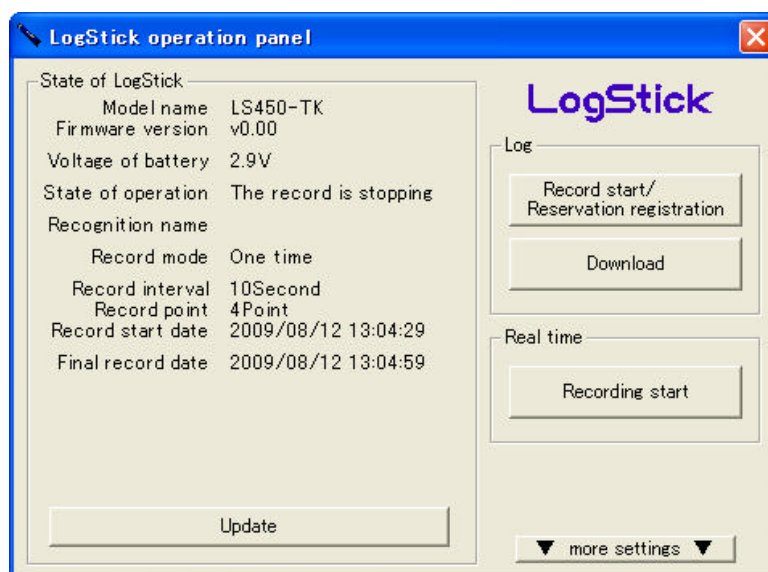 LogStick operation panel
State of LogStick
Model name LS450-TK
Firmware version v0.00
Voltage of battery 2.9V
State of operation The record is stopping
Recognition name
Record mode One time
Record interval 10Second
Record point 4Point
Record start date 2009/08/12 13:04:29
Final record date 2009/08/12 13:04:59
Update
LogStick
Log
Record start/
Reservation registration
Download
Real time
Recording start
▼ more settings ▼